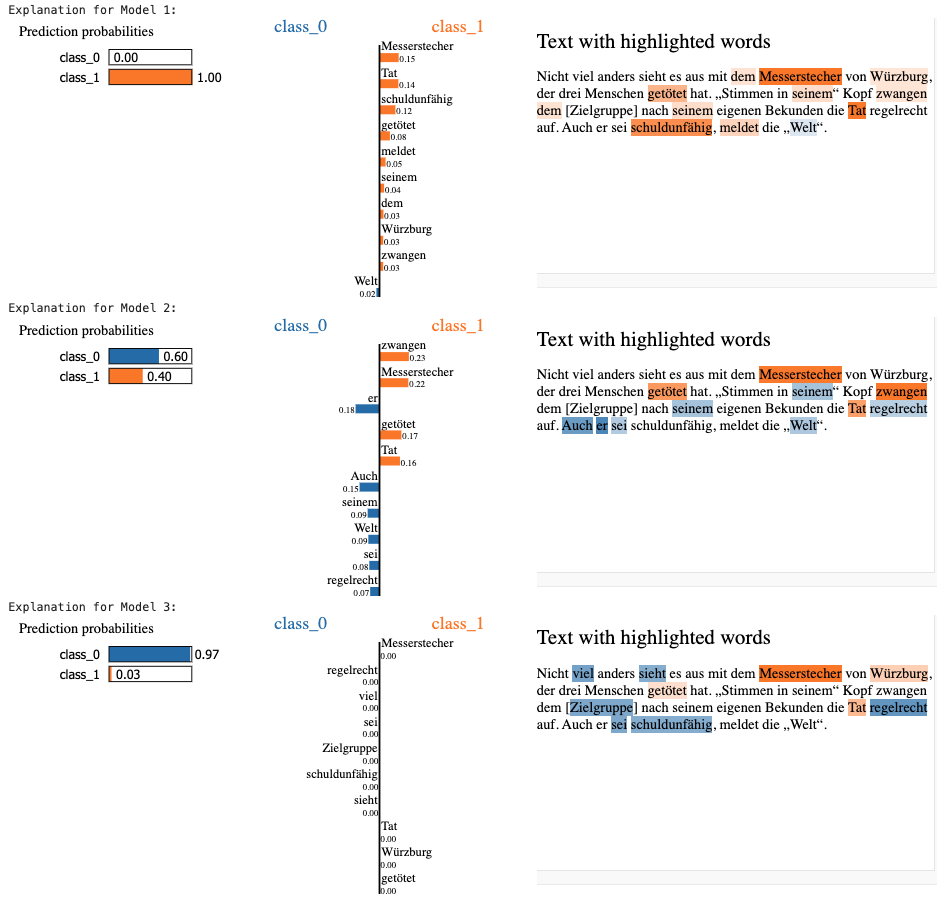 Explanation for Model 1:
Prediction probabilities
class_0 0.00
class_1 1.00
class_0 class_1
Messerstecher
0.15
Tat
0.14
schuldunfähig
0.12
getötet
0.08
meldet
0.05
seinem
0.04
dem
0.03
Würzburg
0.03
zwangen
0.03
Welt
0.02
Text with highlighted words
Nicht viel anders sieht es aus mit dem Messerstecher von Würzburg,
der drei Menschen getötet hat. „Stimmen in seinem“ Kopf zwangen
dem [Zielgruppe] nach seinem eigenen Bekunden die Tat regelrecht
auf. Auch er sei schuldunfähig, meldet die „Welt“.
Explanation for Model 2:
Prediction probabilities
class_0 0.60
class_1 0.40
class_0 class_1
zwangen
0.23
Messerstecher
0.22
er
0.18
getötet
0.17
Tat
0.16
Auch
0.15
seinem
0.09
Welt
0.09
sei
0.08
regelrecht
0.07
Text with highlighted words
Nicht viel anders sieht es aus mit dem Messerstecher von Würzburg,
der drei Menschen getötet hat. „Stimmen in seinem“ Kopf zwangen
dem [Zielgruppe] nach seinem eigenen Bekunden die Tat regelrecht
auf. Auch er sei schuldunfähig, meldet die „Welt“.
Explanation for Model 3:
Prediction probabilities
class_0 0.97
class_1 0.03
class_0 class_1
Messerstecher
0.00
regelrecht
0.00
viel
0.00
sei
0.00
Zielgruppe
0.00
schuldunfähig
0.00
sieht
0.00
Tat
0.00
Würzburg
0.00
getötet
0.00
Text with highlighted words
Nicht viel anders sieht es aus mit dem Messerstecher von Würzburg,
der drei Menschen getötet hat. „Stimmen in seinem“ Kopf zwangen
dem [Zielgruppe] nach seinem eigenen Bekunden die Tat regelrecht
auf. Auch er sei schuldunfähig, meldet die „Welt“.